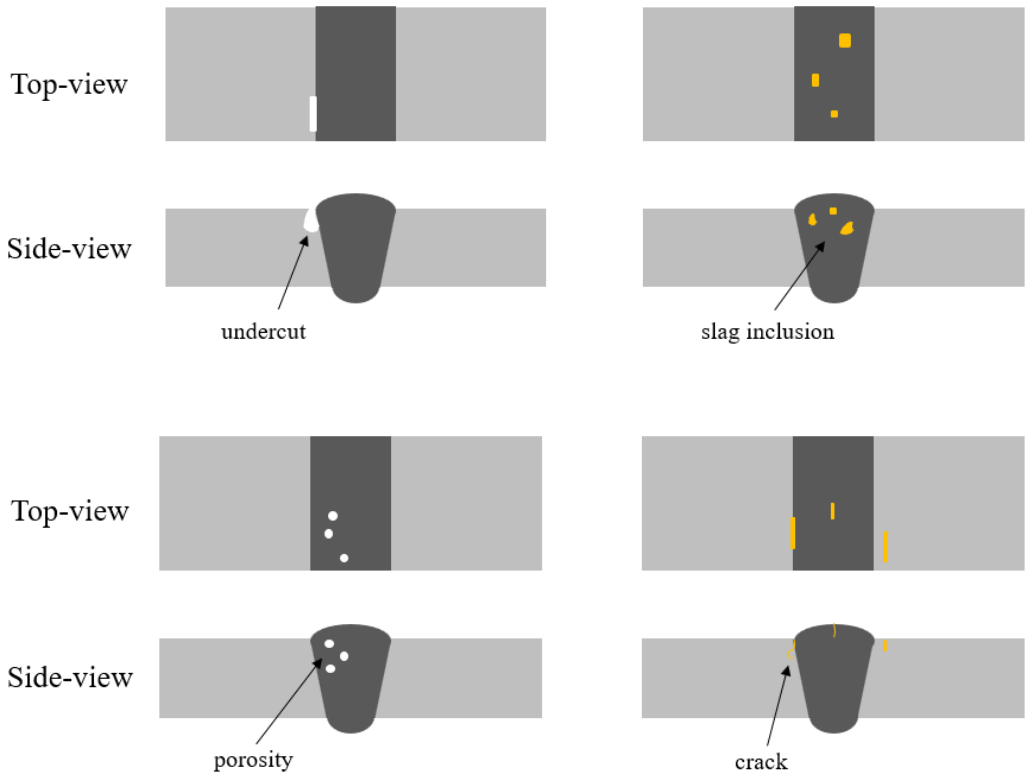 Top-view
Side-view
undercut
slag inclusion
Top-view
Side-view
porosity
crack